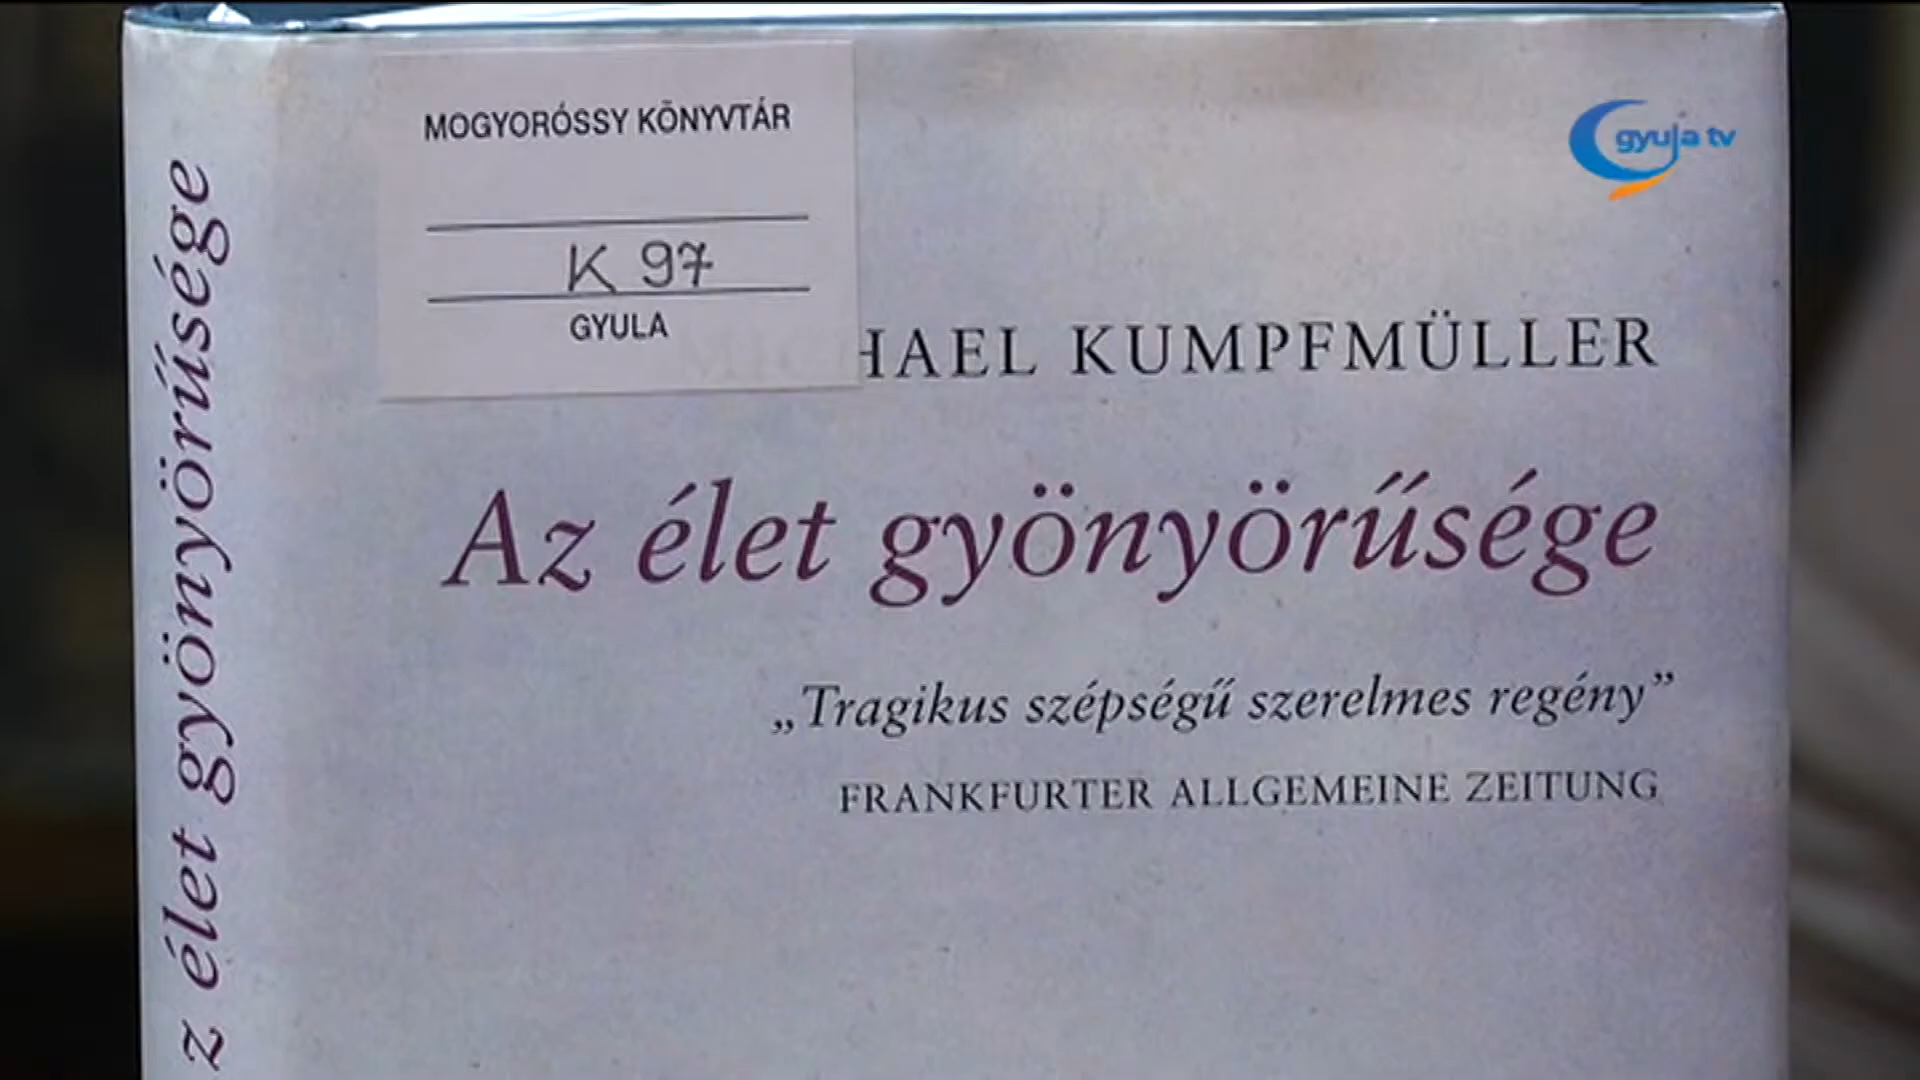 MOGYORÓSSY KÖNYVTÁR
K 97
GYULA
gyula tv
MICHAEL KUMPFMÜLLER
Az élet gyönyörűsége
„Tragikus szépségű szerelmes regény”
FRANKFURTER ALLGEMEINE ZEITUNG
z élet gyönyörűsége